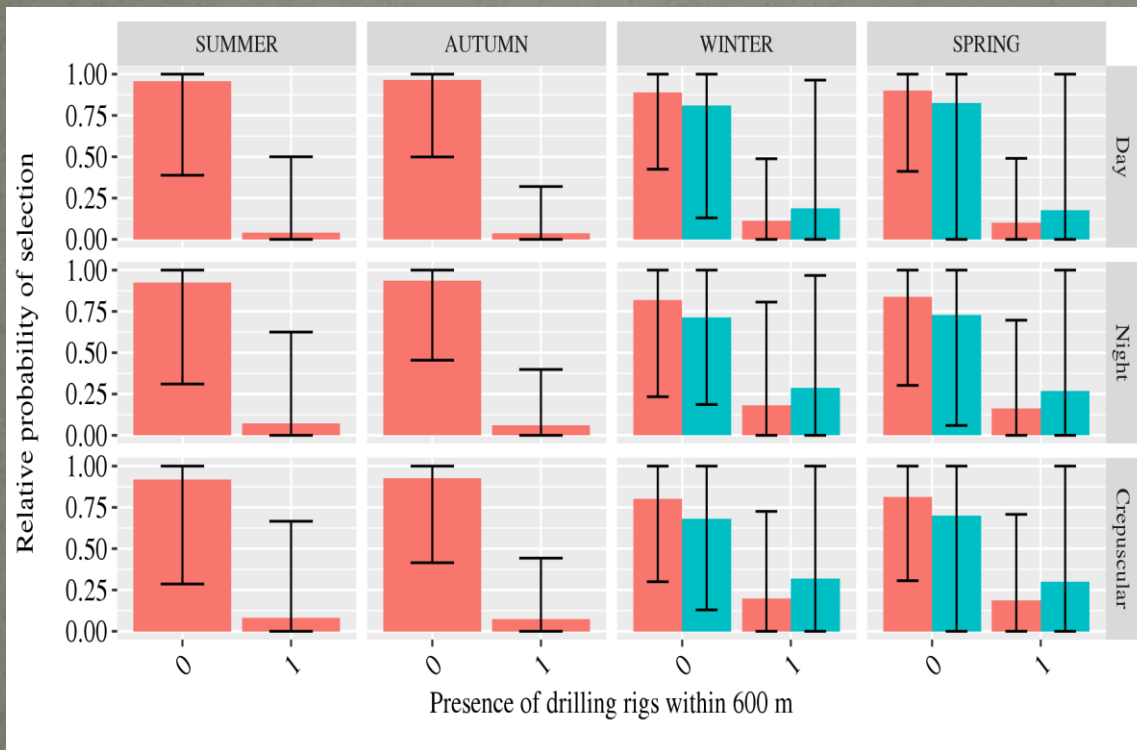 SUMMER AUTUMN WINTER SPRING
Relative probability of selection
1.00
0.75
0.50
0.25
0.00
Day
1.00
0.75
0.50
0.25
0.00
Night
1.00
0.75
0.50
0.25
0.00
Crepuscular
0 1 0 1 0 1 0 1
Presence of drilling rigs within 600 m